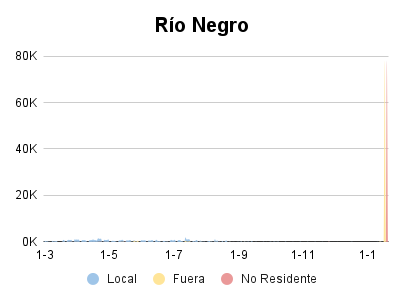 Río Negro
80K
60K
40K
20K
0K
1-3 1-5 1-7 1-9 1-11 1-1
Local Fuera No Residente